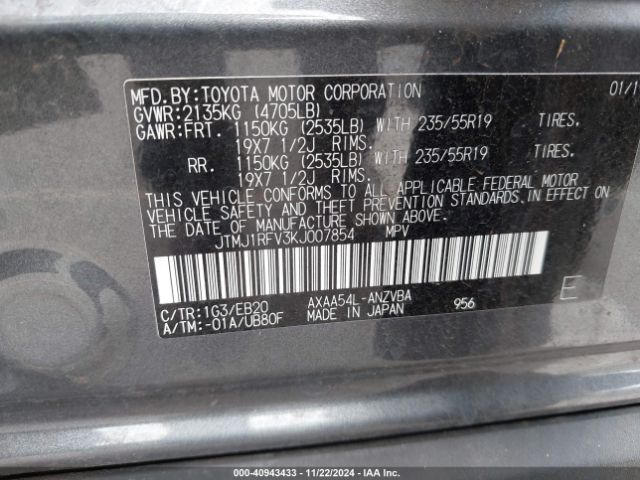 MFD.BY:TOYOTA MOTOR CORPORATION 01/1
GVWR:2135KG (4705LB)
GAWR:FRT. 1150KG (2535LB) WITH 235/55R19 TIRES.
19X7 1/2J RIMS.
RR. 1150KG (2535LB) WITH 235/55R19 TIRES.
19X7 1/2J RIMS.
THIS VEHICLE CONFORMS TO ALL APPLICABLE FEDERAL MOTOR
VEHICLE SAFETY AND THEFT PREVENTION STANDARDS.IN EFFECT ON
THE DATE OF MANUFACTURE SHOWN ABOVE.
JTMJ1RFV3KJ007854 MPV
C/TR:1G3/EB20 AXAA54L-ANZVBA 956 E
A/TM:-01A/UB80F MADE IN JAPAN
000-40943433 - 11/22/2024 - IAA Inc.